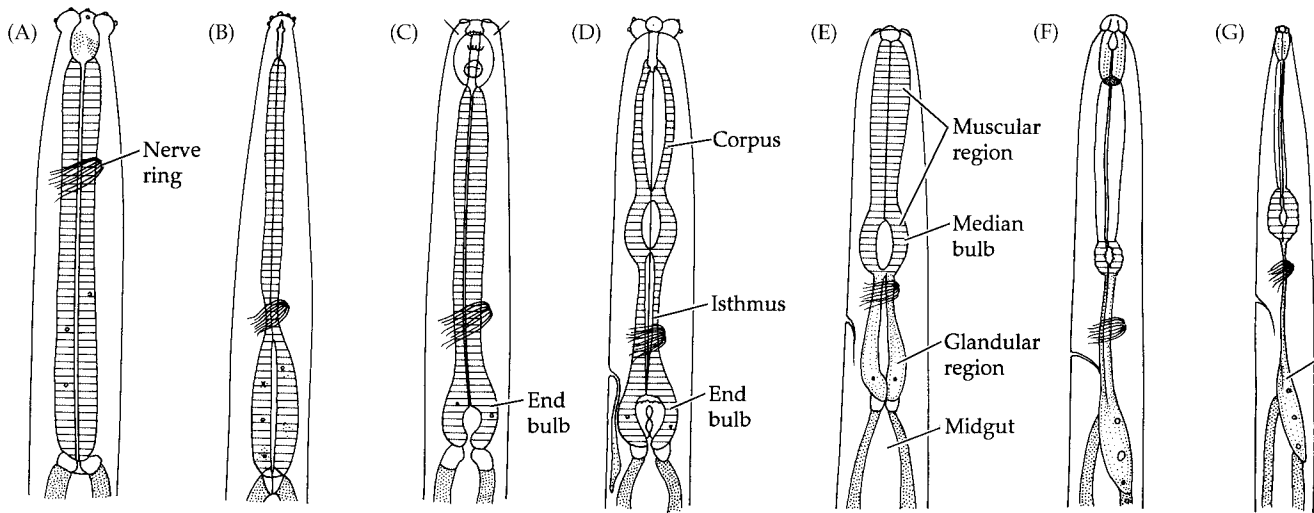 (A)
(B)
(C)
(D)
(E)
(F)
(G)
Nerve
ring
Corpus
Muscular
region
Median
bulb
Isthmus
Glandular
region
End
bulb
End
bulb
Midgut